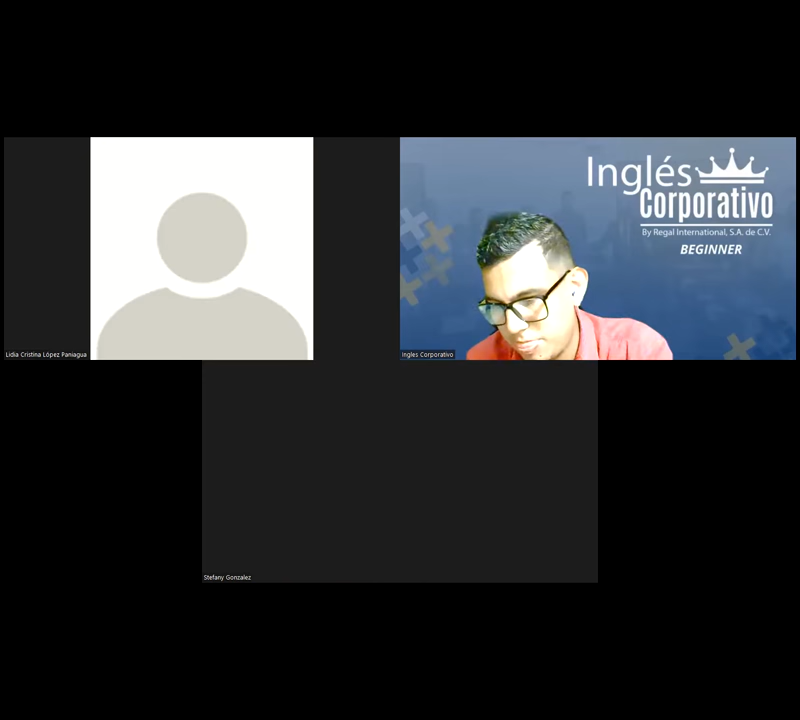 Inglés
Corporativo
By Regal International, S.A. de C.V.
BEGINNER
Lidia Cristina López Paniagua
Ingles Corporativo
Stefany Gonzalez